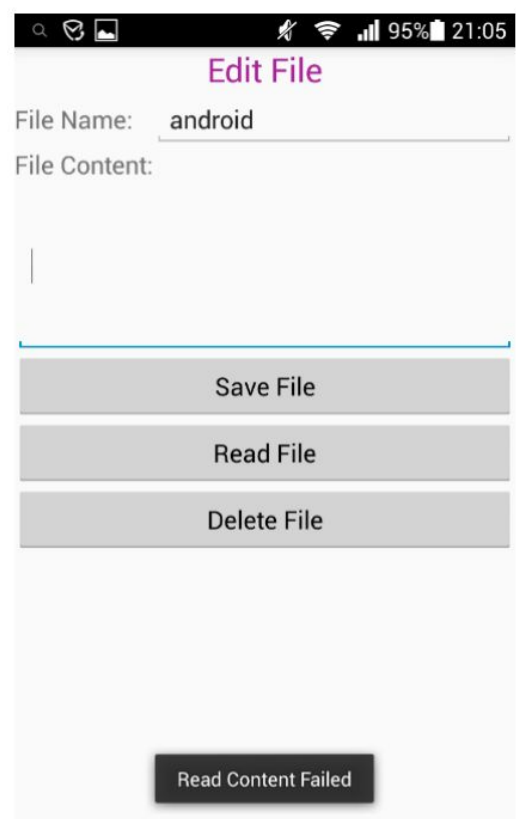 95% 21:05
Edit File
File Name: android
File Content:
Save File
Read File
Delete File
Read Content Failed